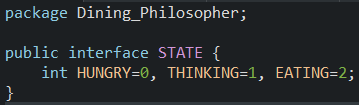 package Dining_Philosopher;
public interface STATE {
    int HUNGRY=0, THINKING=1, EATING=2;
}